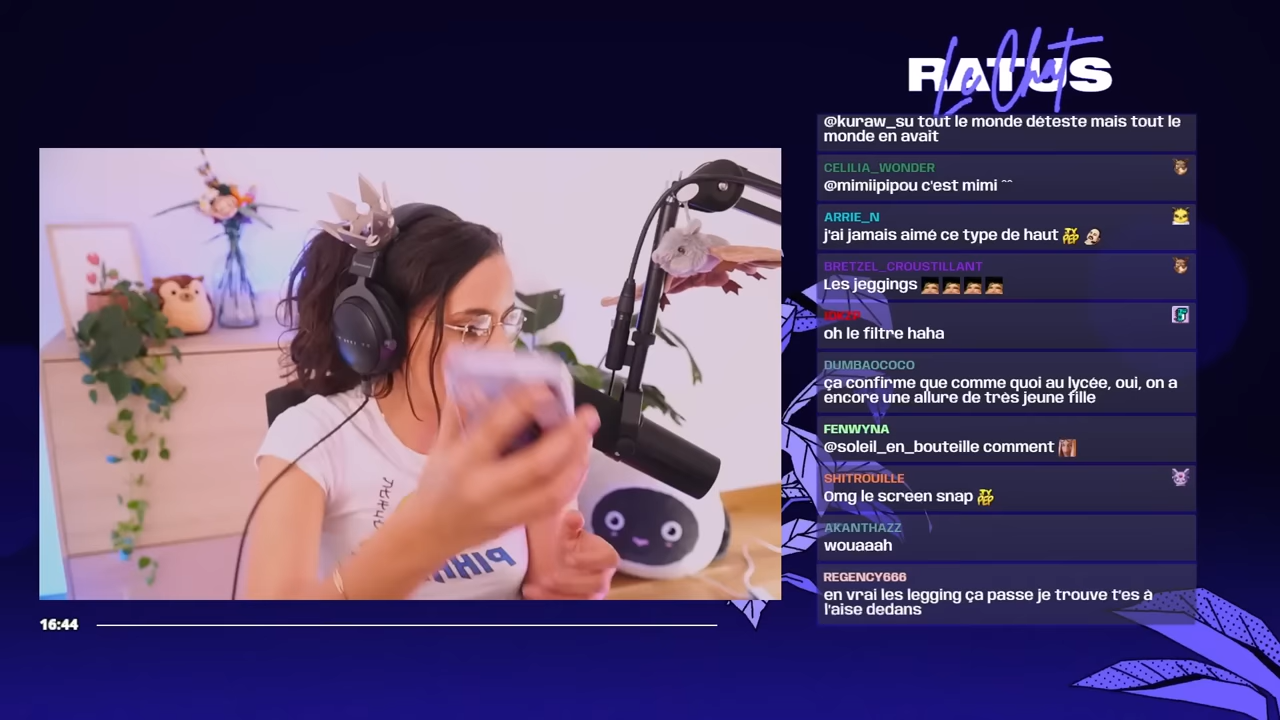 RATUS
Le Chat
@kuraw_su tout le monde déteste mais tout le
monde en avait
CELILIA_WONDER
@mimiipipou c'est mimi ^^
ARRIE_N
j'ai jamais aimé ce type de haut
BRETZEL_CROUSTILLANT
Les jeggings
oh le filtre haha
DUMBAOCOCO
ça confirme que comme quoi au lycée, oui, on a
encore une allure de très jeune fille
FENWYNA
@soleil_en_bouteille comment
SHITROUILLE
Omg le screen snap
AKANTHAZZ
wouaaah
REGENCY666
en vrai les legging ça passe je trouve t'es à
l'aise dedans
16:44